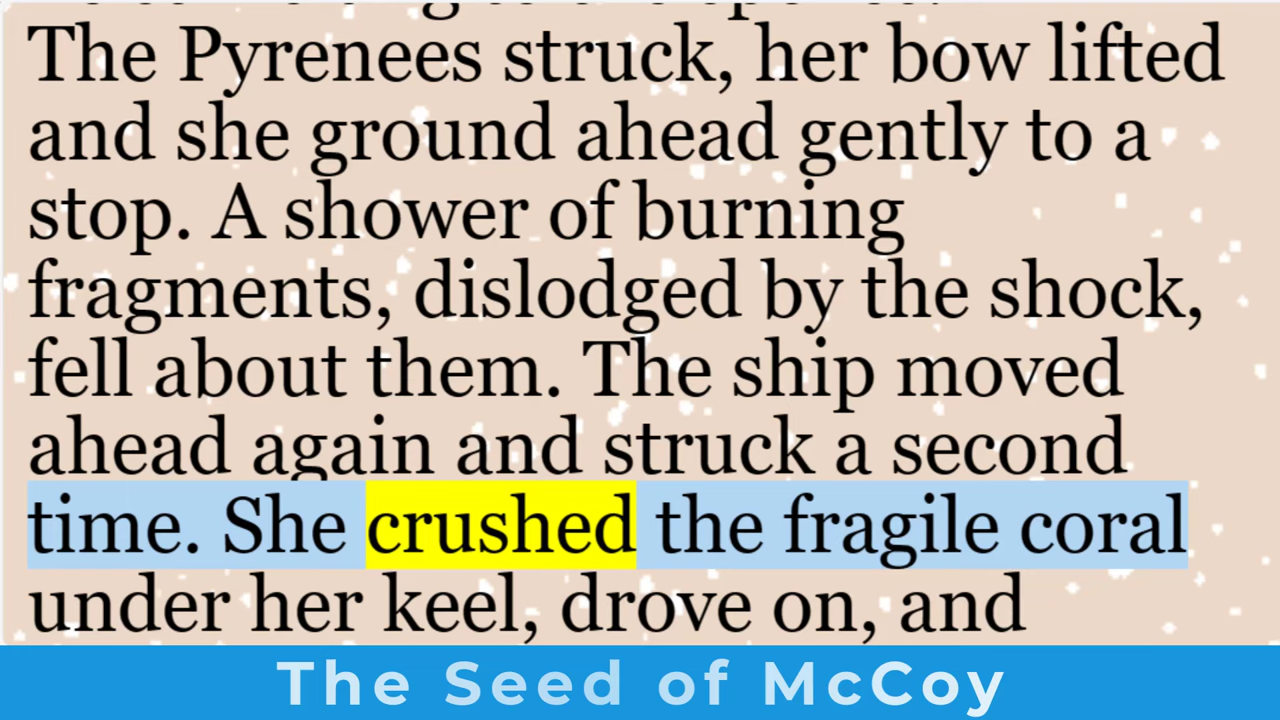 The Pyrenees struck, her bow lifted
and she ground ahead gently to a
stop. A shower of burning
fragments, dislodged by the shock,
fell about them. The ship moved
ahead again and struck a second
time. She crushed the fragile coral
under her keel, drove on, and
The Seed of McCoy